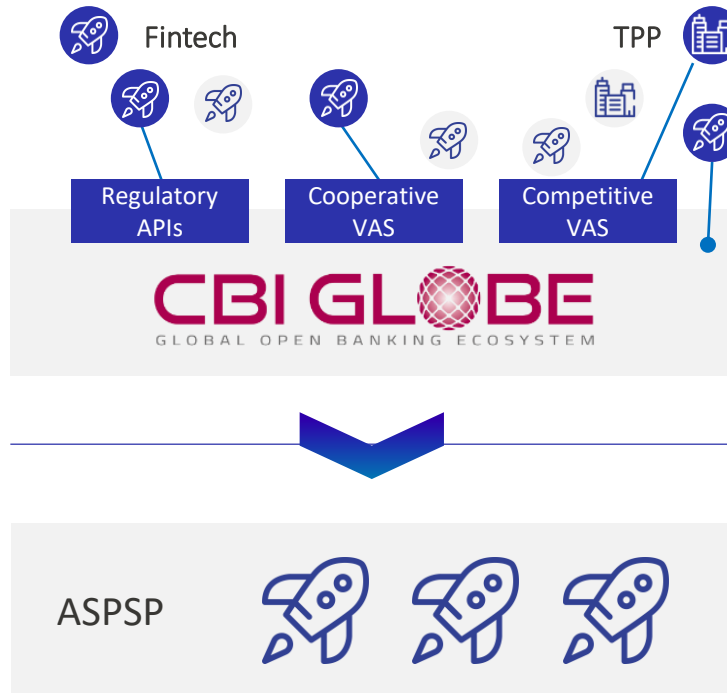 Fintech
TPP
Regulatory
APIs
Cooperative
VAS
Competitive
VAS
CBI GLOBE
GLOBAL OPEN BANKING ECOSYSTEM
ASPSP